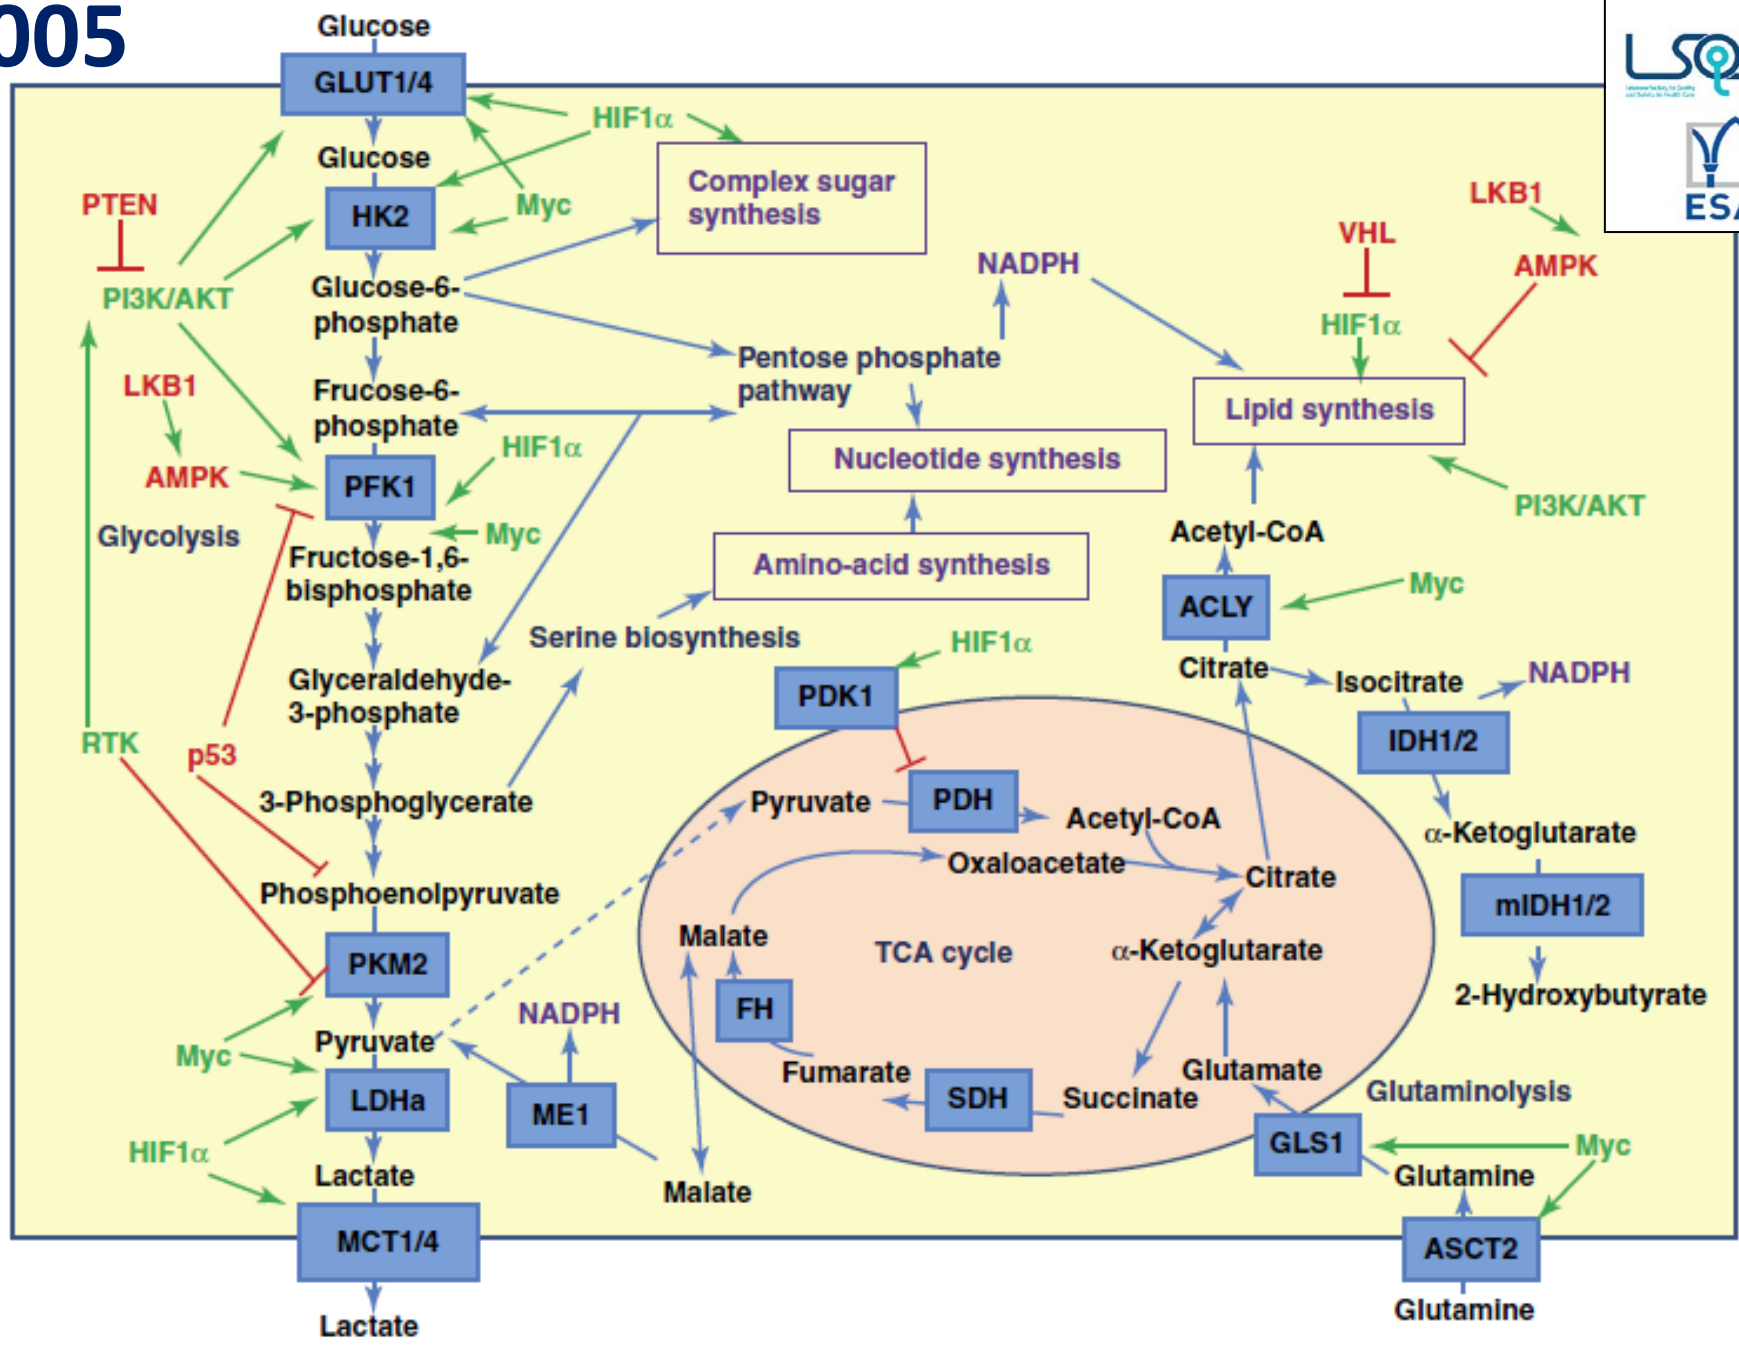 005
Glucose
GLUT1/4
HIF1α
Glucose
Complex sugar
synthesis
LKB1
PTEN
HK2
Myc
VHL
ESA
NADPH
AMPK
PI3K/AKT
Glucose-6-
phosphate
HIF1α
Pentose phosphate
pathway
LKB1
Frucose-6-
phosphate
Lipid synthesis
HIF1α
Nucleotide synthesis
AMPK
PFK1
PI3K/AKT
Glycolysis
Myc
Acetyl-CoA
Fructose-1,6-
bisphosphate
Amino-acid synthesis
Myc
ACLY
Serine biosynthesis
HIF1α
Citrate
Isocitrate
NADPH
Glyceraldehyde-
3-phosphate
PDK1
RTK
p53
IDH1/2
3-Phosphoglycerate
Pyruvate
PDH
Acetyl-CoA
α-Ketoglutarate
Oxaloacetate
Citrate
Phosphoenolpyruvate
mIDH1/2
Malate
TCA cycle
α-Ketoglutarate
PKM2
2-Hydroxybutyrate
NADPH
FH
Pyruvate
Myc
Fumarate
Glutamate
Glutaminolysis
LDHa
ME1
SDH
Succinate
HIF1α
GLS1
Myc
Lactate
Malate
Glutamine
MCT1/4
ASCT2
Lactate
Glutamine